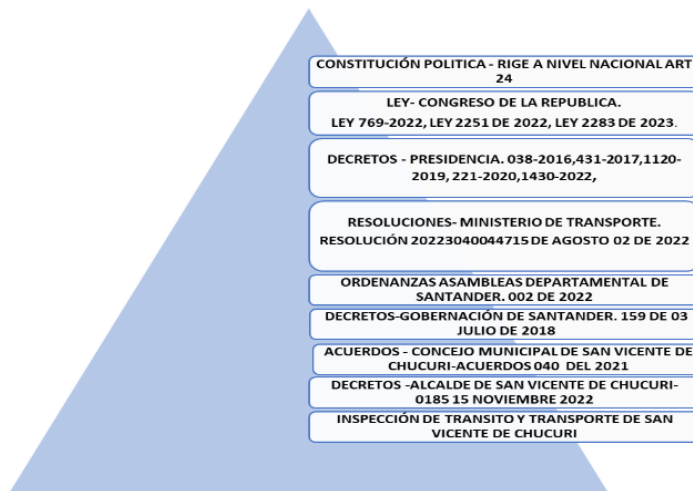 CONSTITUCIÓN POLITICA - RIGE A NIVEL NACIONAL ART
24
LEY- CONGRESO DE LA REPUBLICA.
LEY 769-2022, LEY 2251 DE 2022, LEY 2283 DE 2023.
DECRETOS - PRESIDENCIA. 038-2016,431-2017,1120-
2019, 221-2020,1430-2022,
RESOLUCIONES- MINISTERIO DE TRANSPORTE.
RESOLUCIÓN 20223040044715 DE AGOSTO 02 DE 2022
ORDENANZAS ASAMBLEAS DEPARTAMENTAL DE
SANTANDER. 002 DE 2022
DECRETOS-GOBERNACIÓN DE SANTANDER. 159 DE 03
JULIO DE 2018
ACUERDOS - CONCEJO MUNICIPAL DE SAN VICENTE DE
CHUCURI-ACUERDOS 040 DEL 2021
DECRETOS -ALCALDE DE SAN VICENTE DE CHUCURI-
0185 15 NOVIEMBRE 2022
INSPECCIÓN DE TRANSITO Y TRANSPORTE DE SAN
VICENTE DE CHUCURI